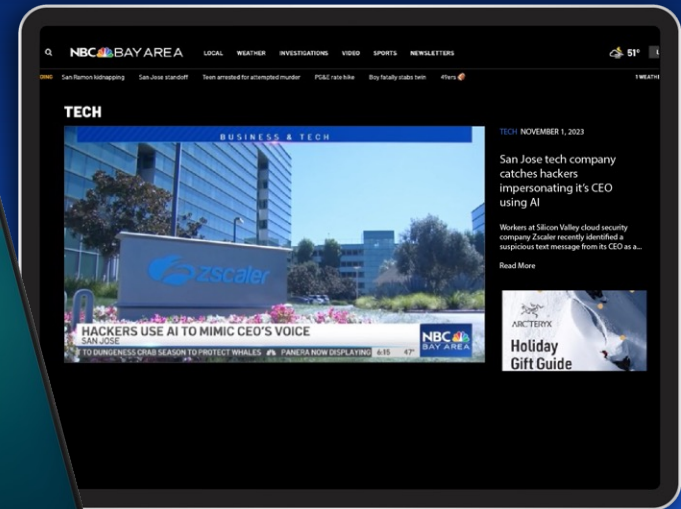 NBC BAY AREA
LOCAL WEATHER INVESTIGATIONS VIDEO SPORTS NEWSLETTERS
51°
San Ramon kidnapping San Jose standoff Teen arrested for attempted murder PG&E rate hike Boy fatally stabs twin 49ers
TECH
BUSINESS & TECH
zscaler
HACKERS USE AI TO MIMIC CEO'S VOICE
SAN JOSE
NBC
BAY AREA
T TO DUNGENESS CRAB SEASON TO PROTECT WHALES PANERA NOW DISPLAYING 6:15 47°
TECH NOVEMBER 1, 2023
San Jose tech company
catches hackers
impersonating it's CEO
using AI
Workers at Silicon Valley cloud security
company Zscaler recently identified a
suspicious text message from its CEO as a...
Read More
ARC'TERYX
Holiday
Gift Guide